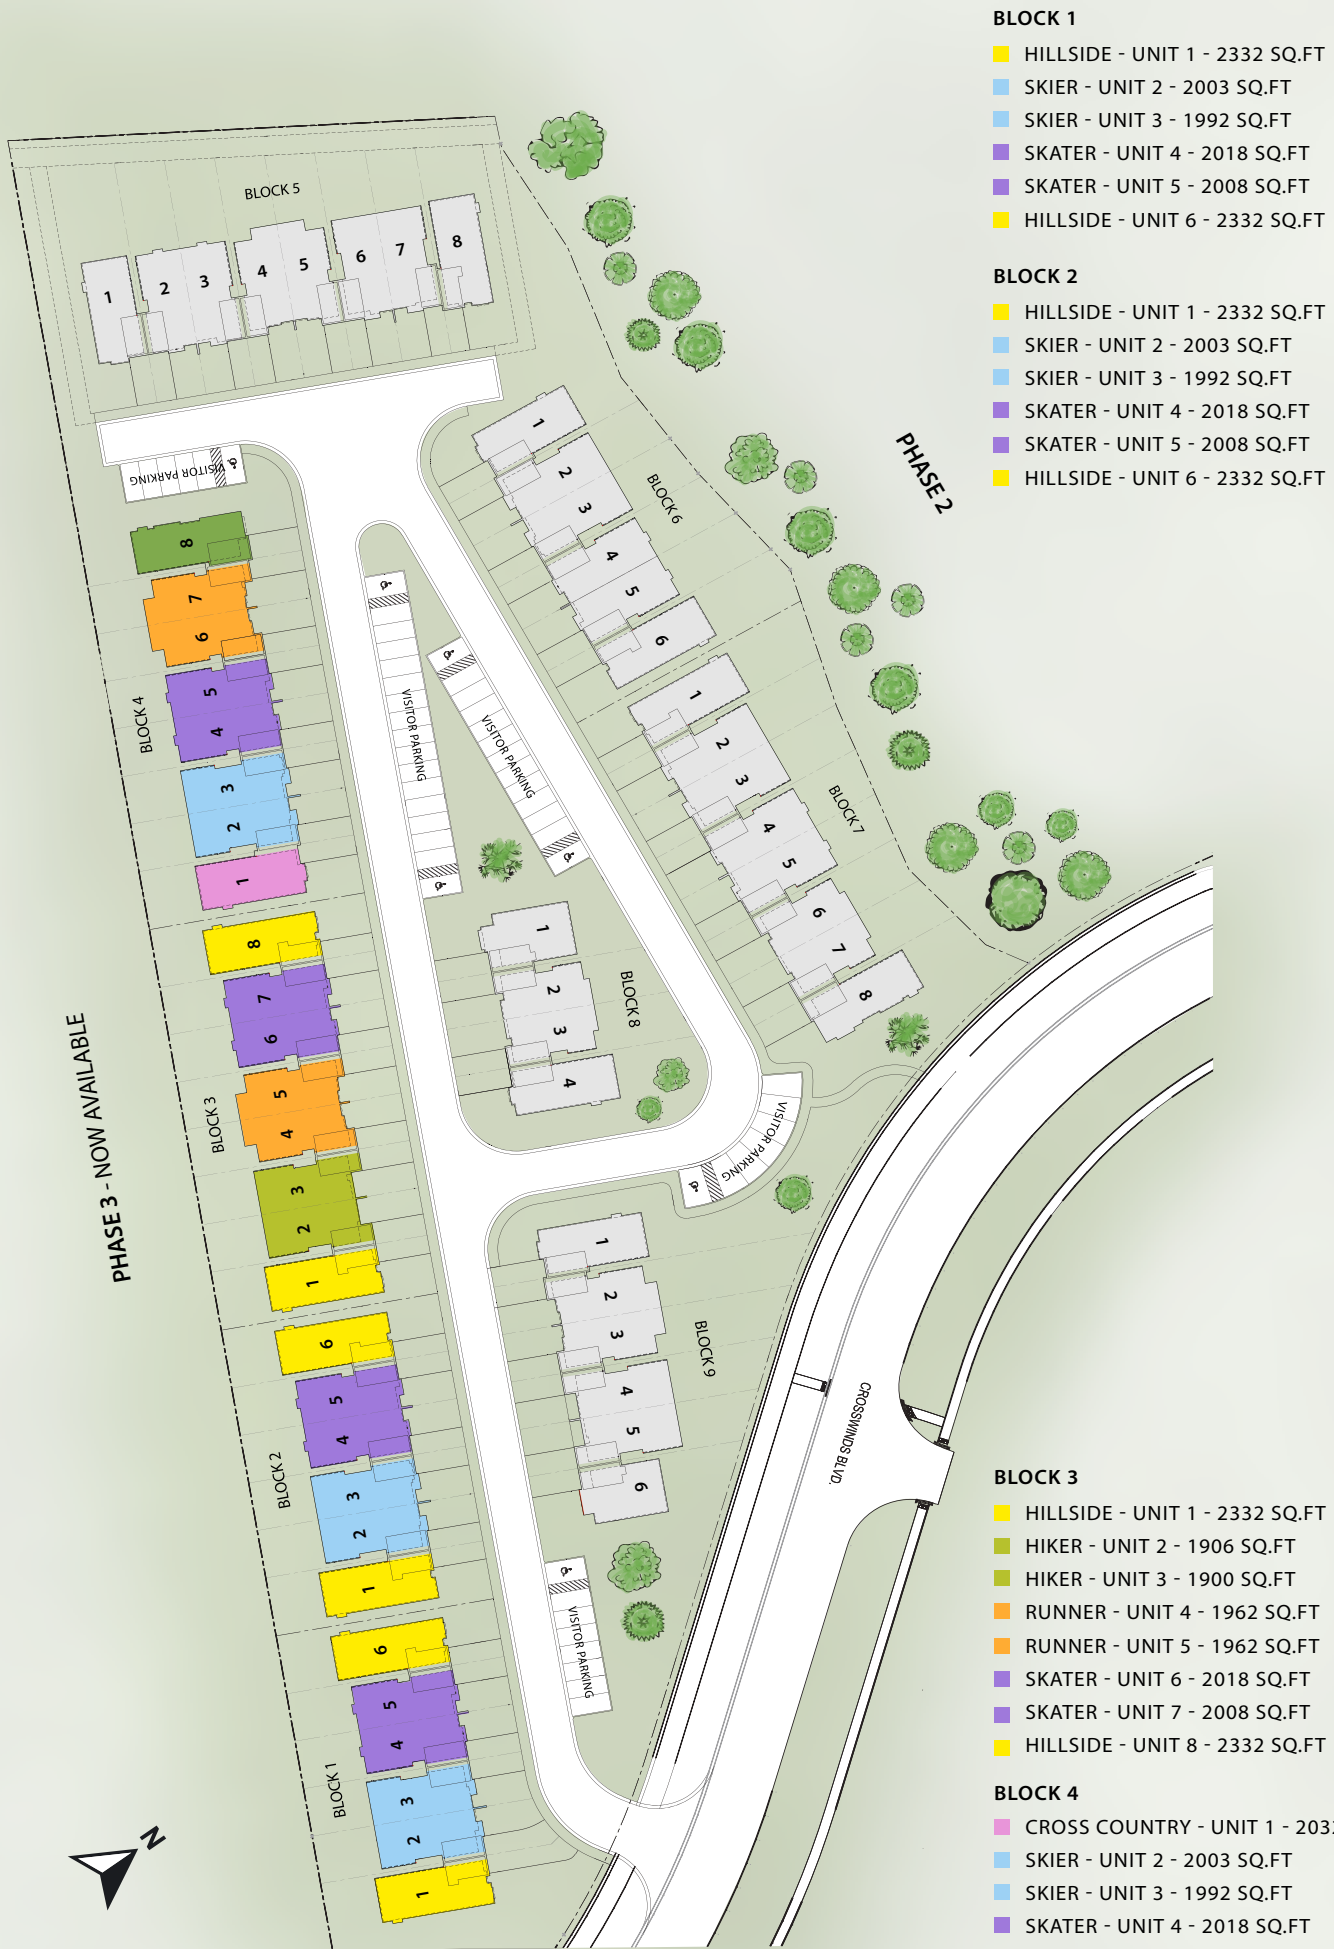 BLOCK 1
HILLSIDE - UNIT 1 - 2332 SQ.FT
SKIER - UNIT 2 - 2003 SQ.FT
SKIER - UNIT 3 - 1992 SQ.FT
SKATER - UNIT 4 - 2018 SQ.FT
SKATER - UNIT 5 - 2008 SQ.FT
HILLSIDE - UNIT 6 - 2332 SQ.FT
BLOCK 2
HILLSIDE - UNIT 1 - 2332 SQ.FT
SKIER - UNIT 2 - 2003 SQ.FT
SKIER - UNIT 3 - 1992 SQ.FT
SKATER - UNIT 4 - 2018 SQ.FT
SKATER - UNIT 5 - 2008 SQ.FT
HILLSIDE - UNIT 6 - 2332 SQ.FT
BLOCK 5
1
2
3
4
5
6
7
8
VISITOR PARKING
PHASE 2
BLOCK 6
1
2
3
4
5
6
BLOCK 4
8
7
6
5
4
3
2
1
VISITOR PARKING
VISITOR PARKING
BLOCK 7
1
2
3
4
5
6
7
8
BLOCK 8
1
2
3
4
VISITOR PARKING
PHASE 3 - NOW AVAILABLE
BLOCK 3
8
7
6
5
4
3
2
1
BLOCK 9
1
2
3
4
5
6
CROSSWINDS BLVD.
BLOCK 2
6
5
4
3
2
1
VISITOR PARKING
BLOCK 1
6
5
4
3
2
1
N
BLOCK 3
HILLSIDE - UNIT 1 - 2332 SQ.FT
HIKER - UNIT 2 - 1906 SQ.FT
HIKER - UNIT 3 - 1900 SQ.FT
RUNNER - UNIT 4 - 1962 SQ.FT
RUNNER - UNIT 5 - 1962 SQ.FT
SKATER - UNIT 6 - 2018 SQ.FT
SKATER - UNIT 7 - 2008 SQ.FT
HILLSIDE - UNIT 8 - 2332 SQ.FT
BLOCK 4
CROSS COUNTRY - UNIT 1 -
SKIER - UNIT 2 - 2003 SQ.FT
SKIER - UNIT 3 - 1992 SQ.FT
SKATER - UNIT 4 - 2018 SQ.FT